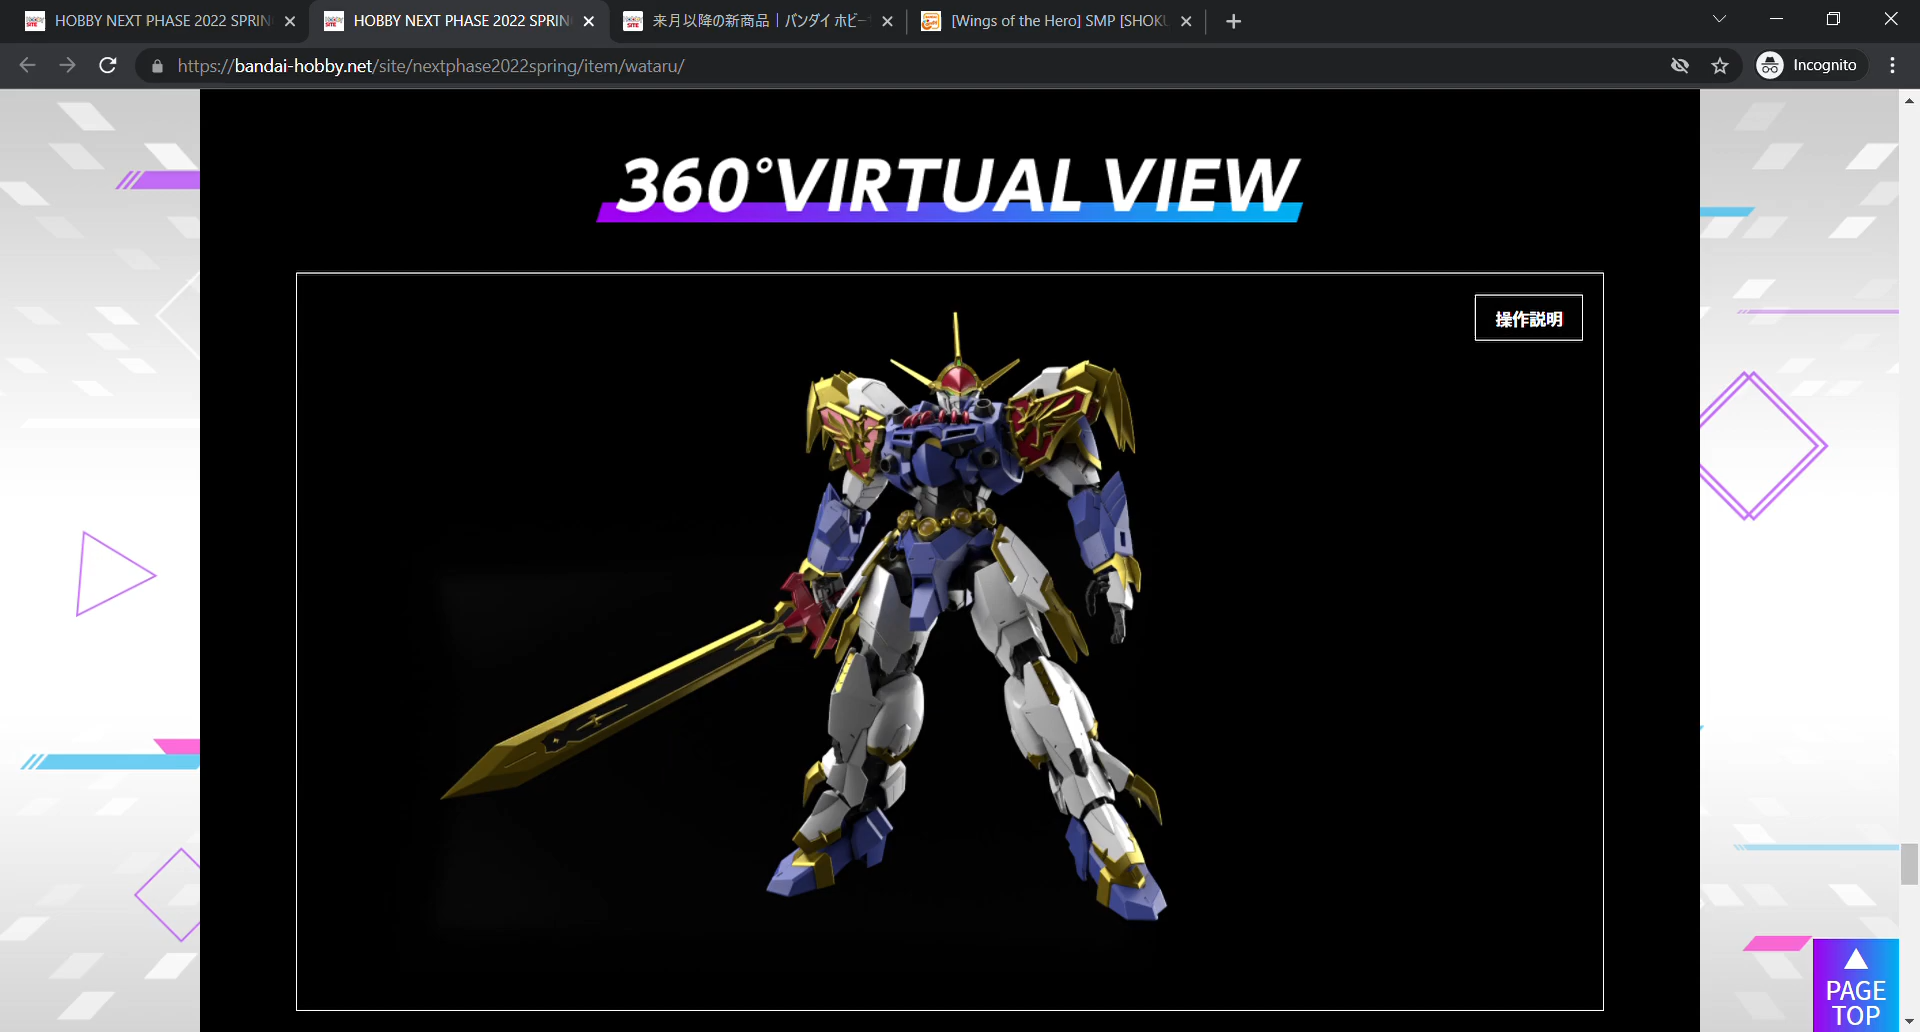 HOBBY NEXT PHASE 2022 SPRIN
HOBBY NEXT PHASE 2022 SPRIN
来月以降の新商品 | バンダイ ホビー
[Wings of the Hero] SMP [SHOKU
https://bandai-hobby.net/site/nextphase2022spring/item/wataru/
Incognito
360°VIRTUAL VIEW
操作説明
PAGE
TOP